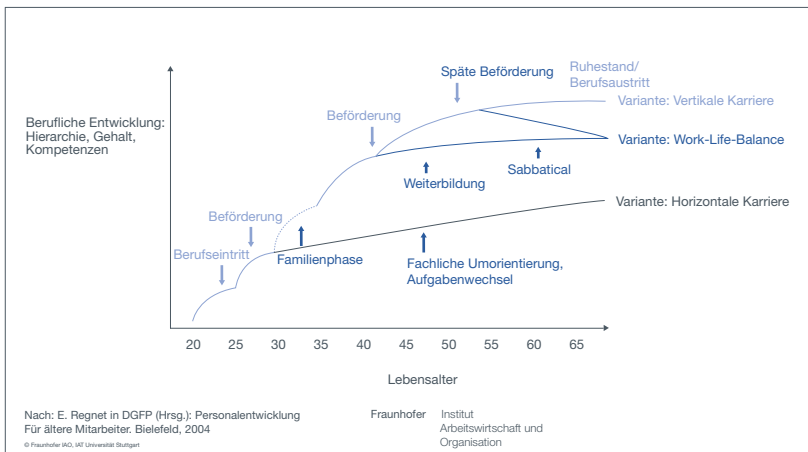 Berufliche Entwicklung:
Hierarchie, Gehalt,
Kompetenzen
Späte Beförderung
Ruhestand/
Berufsaustritt
Beförderung
Variante: Vertikale Karriere
Variante: Work-Life-Balance
Sabbatical
Weiterbildung
Variante: Horizontale Karriere
Beförderung
Berufseintritt
Familienphase
Fachliche Umorientierung,
Aufgabenwechsel
20 25 30 35 40 45 50 55 60 65
Lebensalter
Nach: E. Regnet in DGFP (Hrsg.): Personalentwicklung
Für ältere Mitarbeiter. Bielefeld, 2004
© Fraunhofer IAO, IAT Universität Stuttgart
Fraunhofer Institut
Arbeitswirtschaft und
Organisation